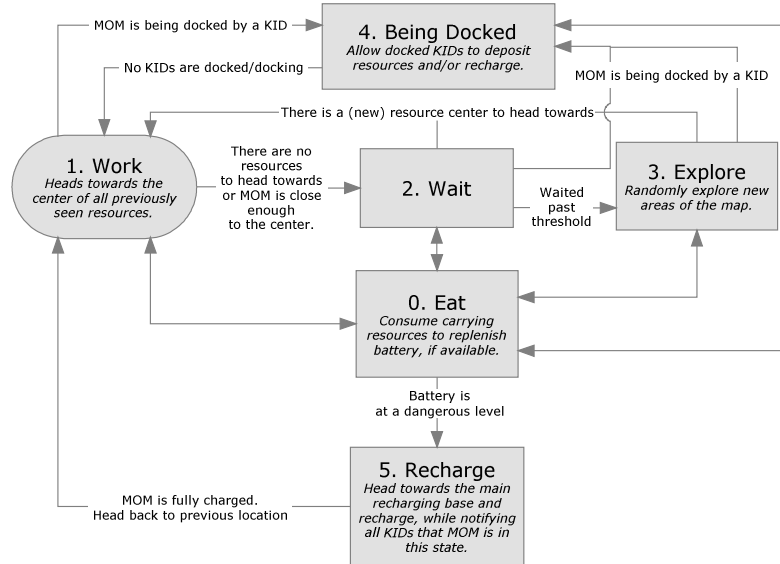 4. Being Docked
Allow docked KIDs to deposit
resources and/or recharge.
MOM is being docked by a KID
No KIDs are docked/docking
MOM is being docked by a KID
There is a (new) resource center to head towards
1. Work
Heads towards the
center of all previously
seen resources.
There are no
resources
to head towards
or MOM is close
enough
to the center.
2. Wait
Waited
past
threshold
3. Explore
Randomly explore new
areas of the map.
0. Eat
Consume carrying
resources to replenish
battery, if available.
Battery is
at a dangerous level
5. Recharge
Head towards the main
recharging base and
recharge, while notifying
all KIDs that MOM is in
this state.
MOM is fully charged.
Head back to previous location